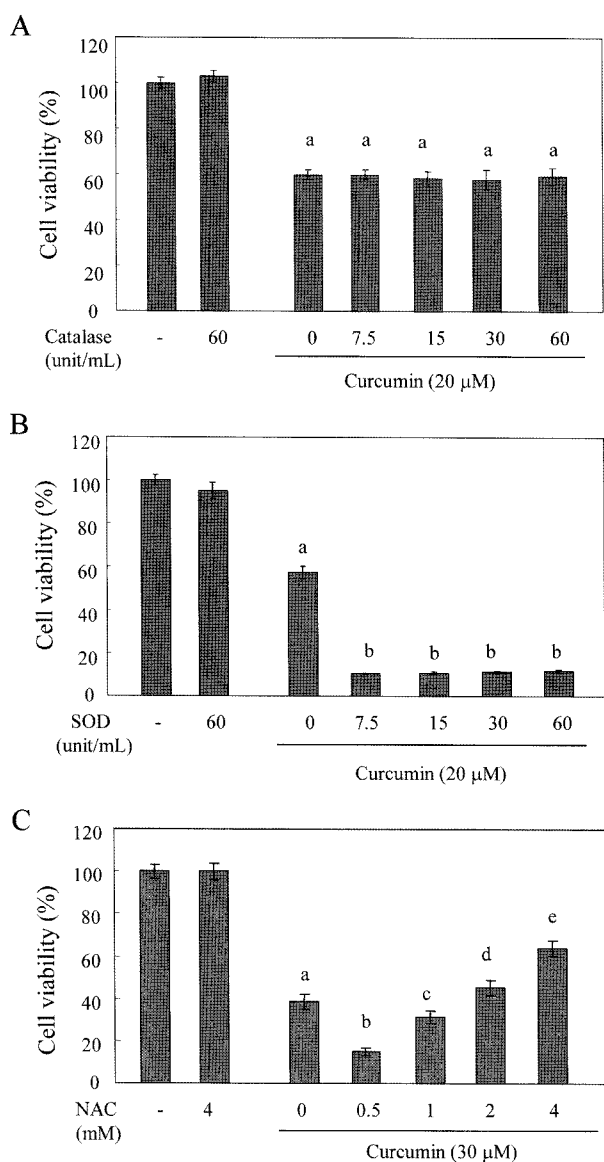 A
120
100
80
60
40
20
0
Cell viability (%)
a a a a a
Catalase - 60 0 7.5 15 30 60
(unit/mL)
Curcumin (20 μM)
B
120
100
80
60
40
20
0
Cell viability (%)
a b b b b
SOD - 60 0 7.5 15 30 60
(unit/mL)
Curcumin (20 μM)
C
120
100
80
60
40
20
0
Cell viability (%)
a b c d e
NAC - 4 0 0.5 1 2 4
(mM)
Curcumin (30 μM)